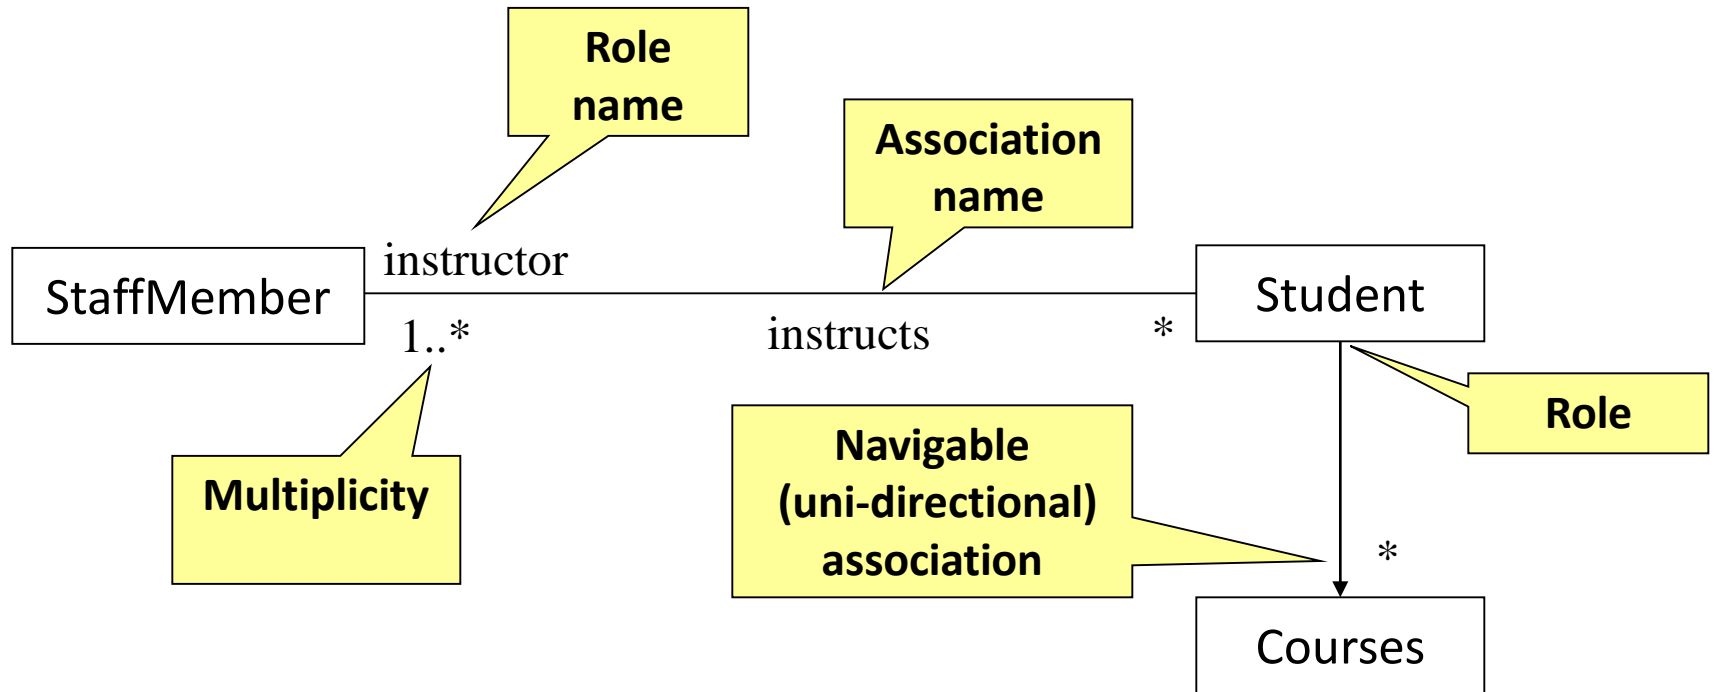 Role
name
Association
name
instructor
StaffMember
Student
1..*
instructs
*
Role
Multiplicity
Navigable
(uni-directional)
association
*
Courses